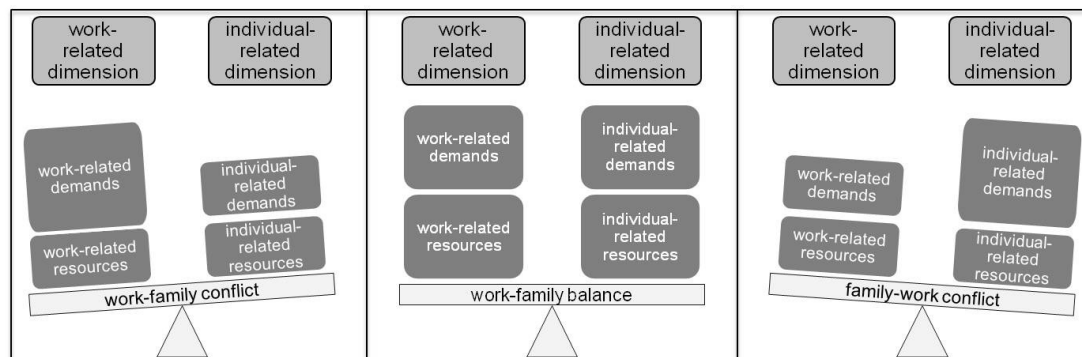 work-
related
dimension
individual-
related
dimension
work-related
demands
individual-
related
demands
work-related
resources
individual-
related
resources
work-family conflict
work-
related
dimension
individual-
related
dimension
work-related
demands
individual-
related
demands
work-related
resources
individual-
related
resources
work-family balance
work-
related
dimension
individual-
related
dimension
work-related
demands
individual-
related
demands
work-related
resources
individual-
related
resources
family-work conflict